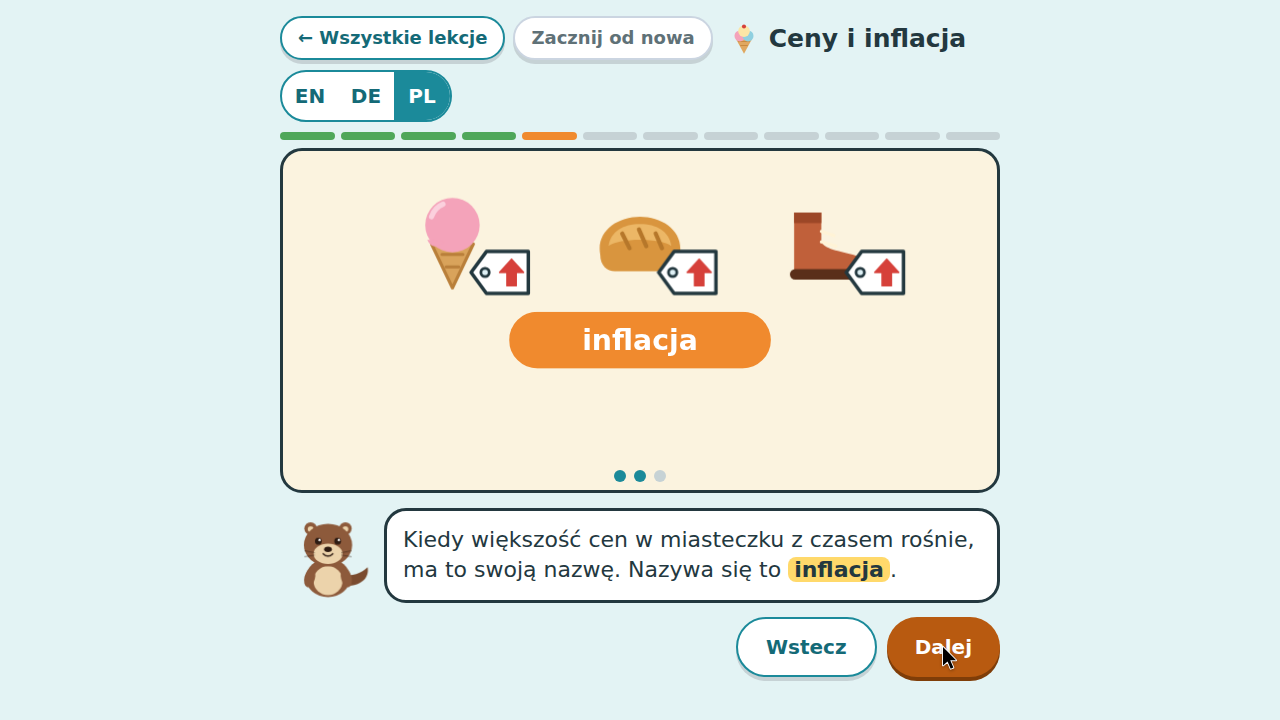 ← Wszystkie lekcje
Zacznij od nowa
Ceny i inflacja
EN DE PL
inflacja
Kiedy większość cen w miasteczku z czasem rośnie,
ma to swoją nazwę. Nazywa się to inflacja.
Wstecz
Dalej